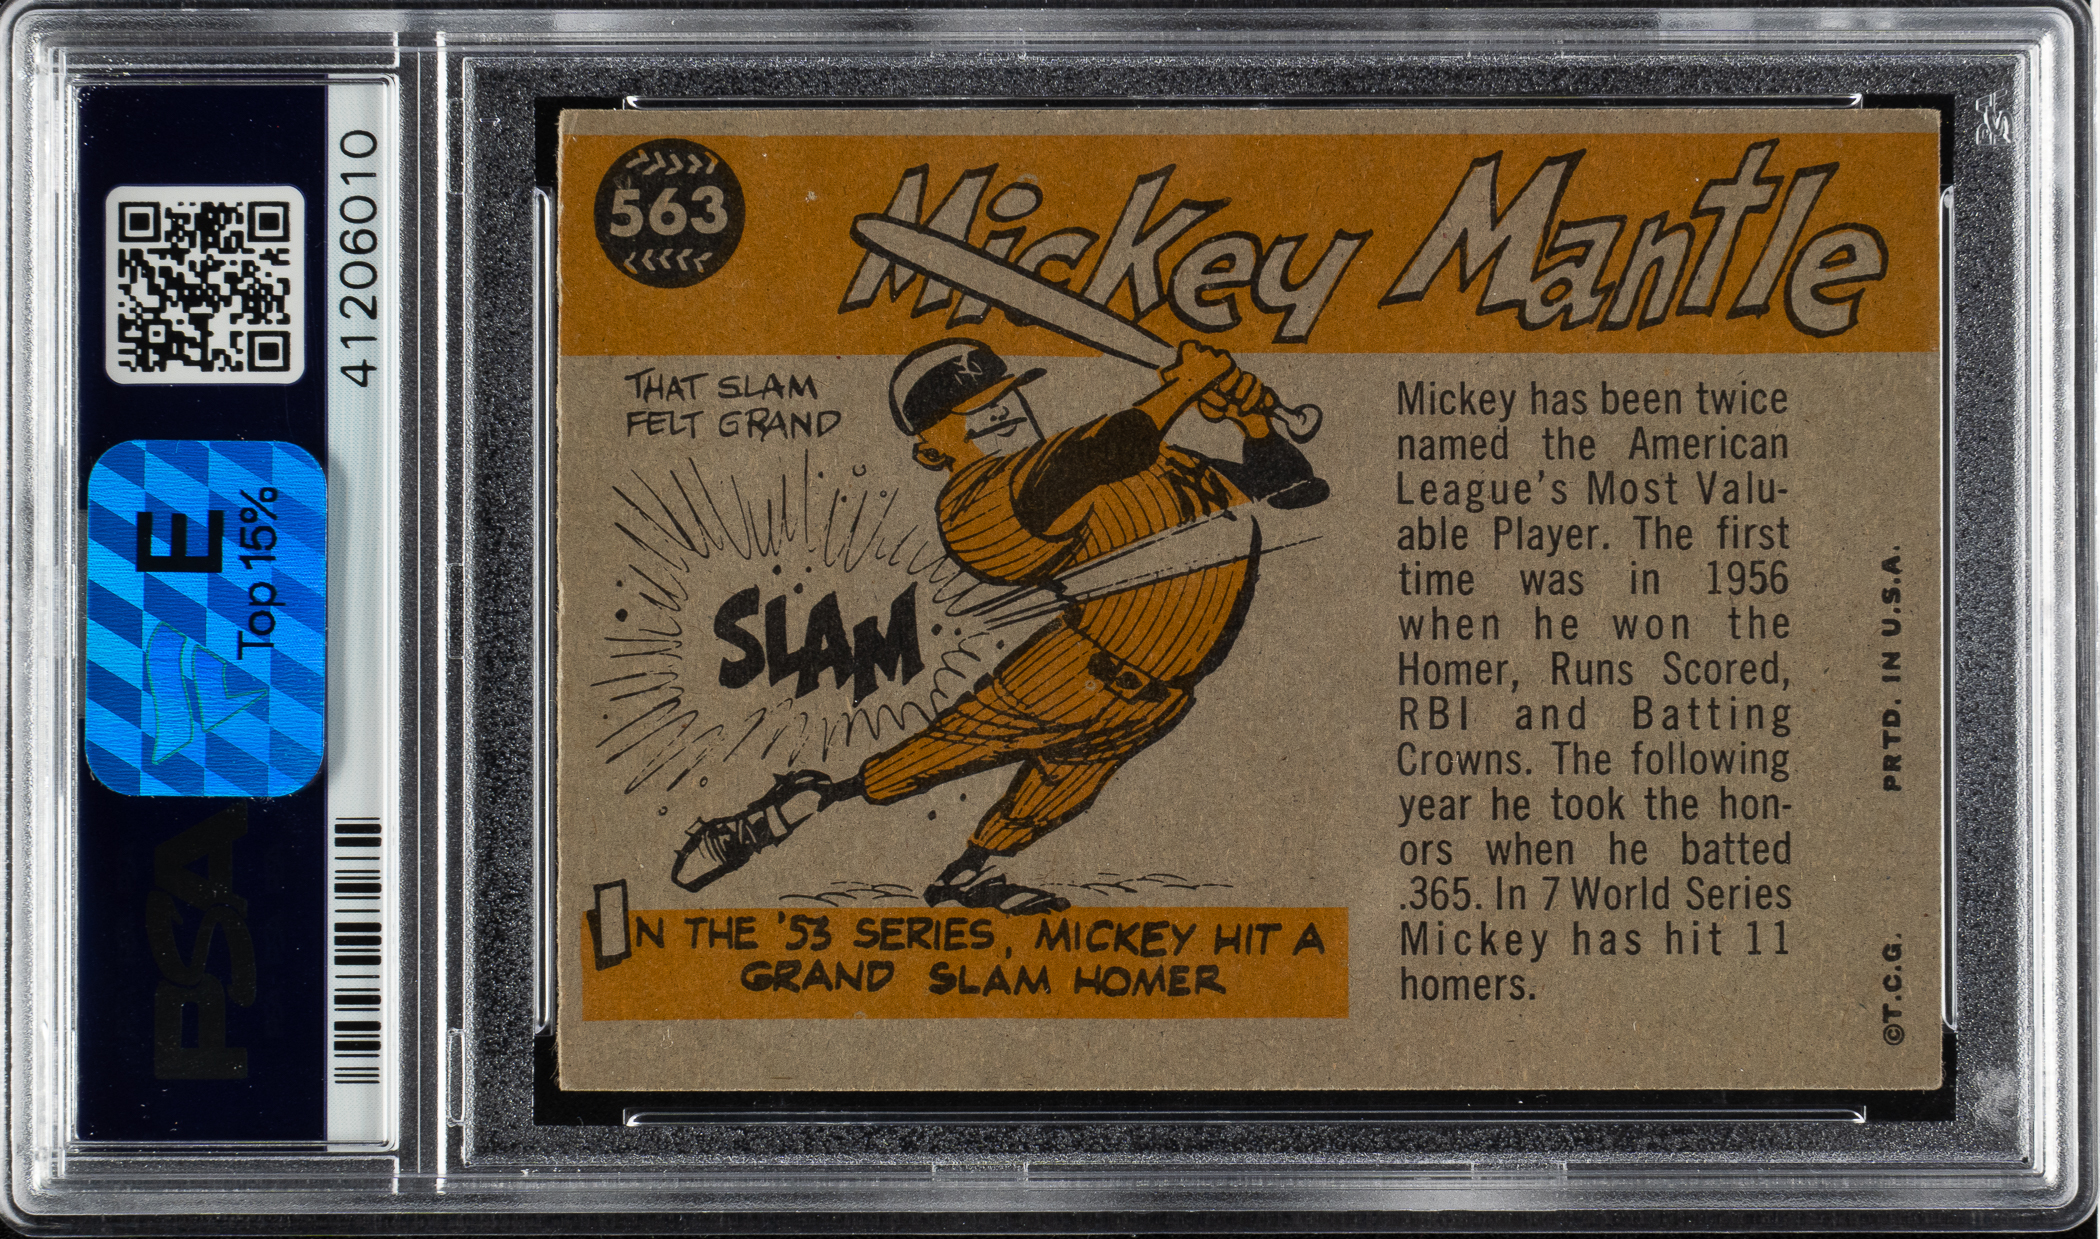 41206010
E
Top 15%
PSA
563
Mickey Mantle
THAT SLAM
FELT GRAND
SLAM
IN THE '53 SERIES, MICKEY HIT A
GRAND SLAM HOMER
Mickey has been twice
named the American
League's Most Valu-
able Player. The first
time was in 1956
when he won the
Homer, Runs Scored,
RBI and Batting
Crowns. The following
year he took the hon-
ors when he batted
.365. In 7 World Series
Mickey has hit 11
homers.
©T.C.G. PRTD. IN U.S.A.
PSA